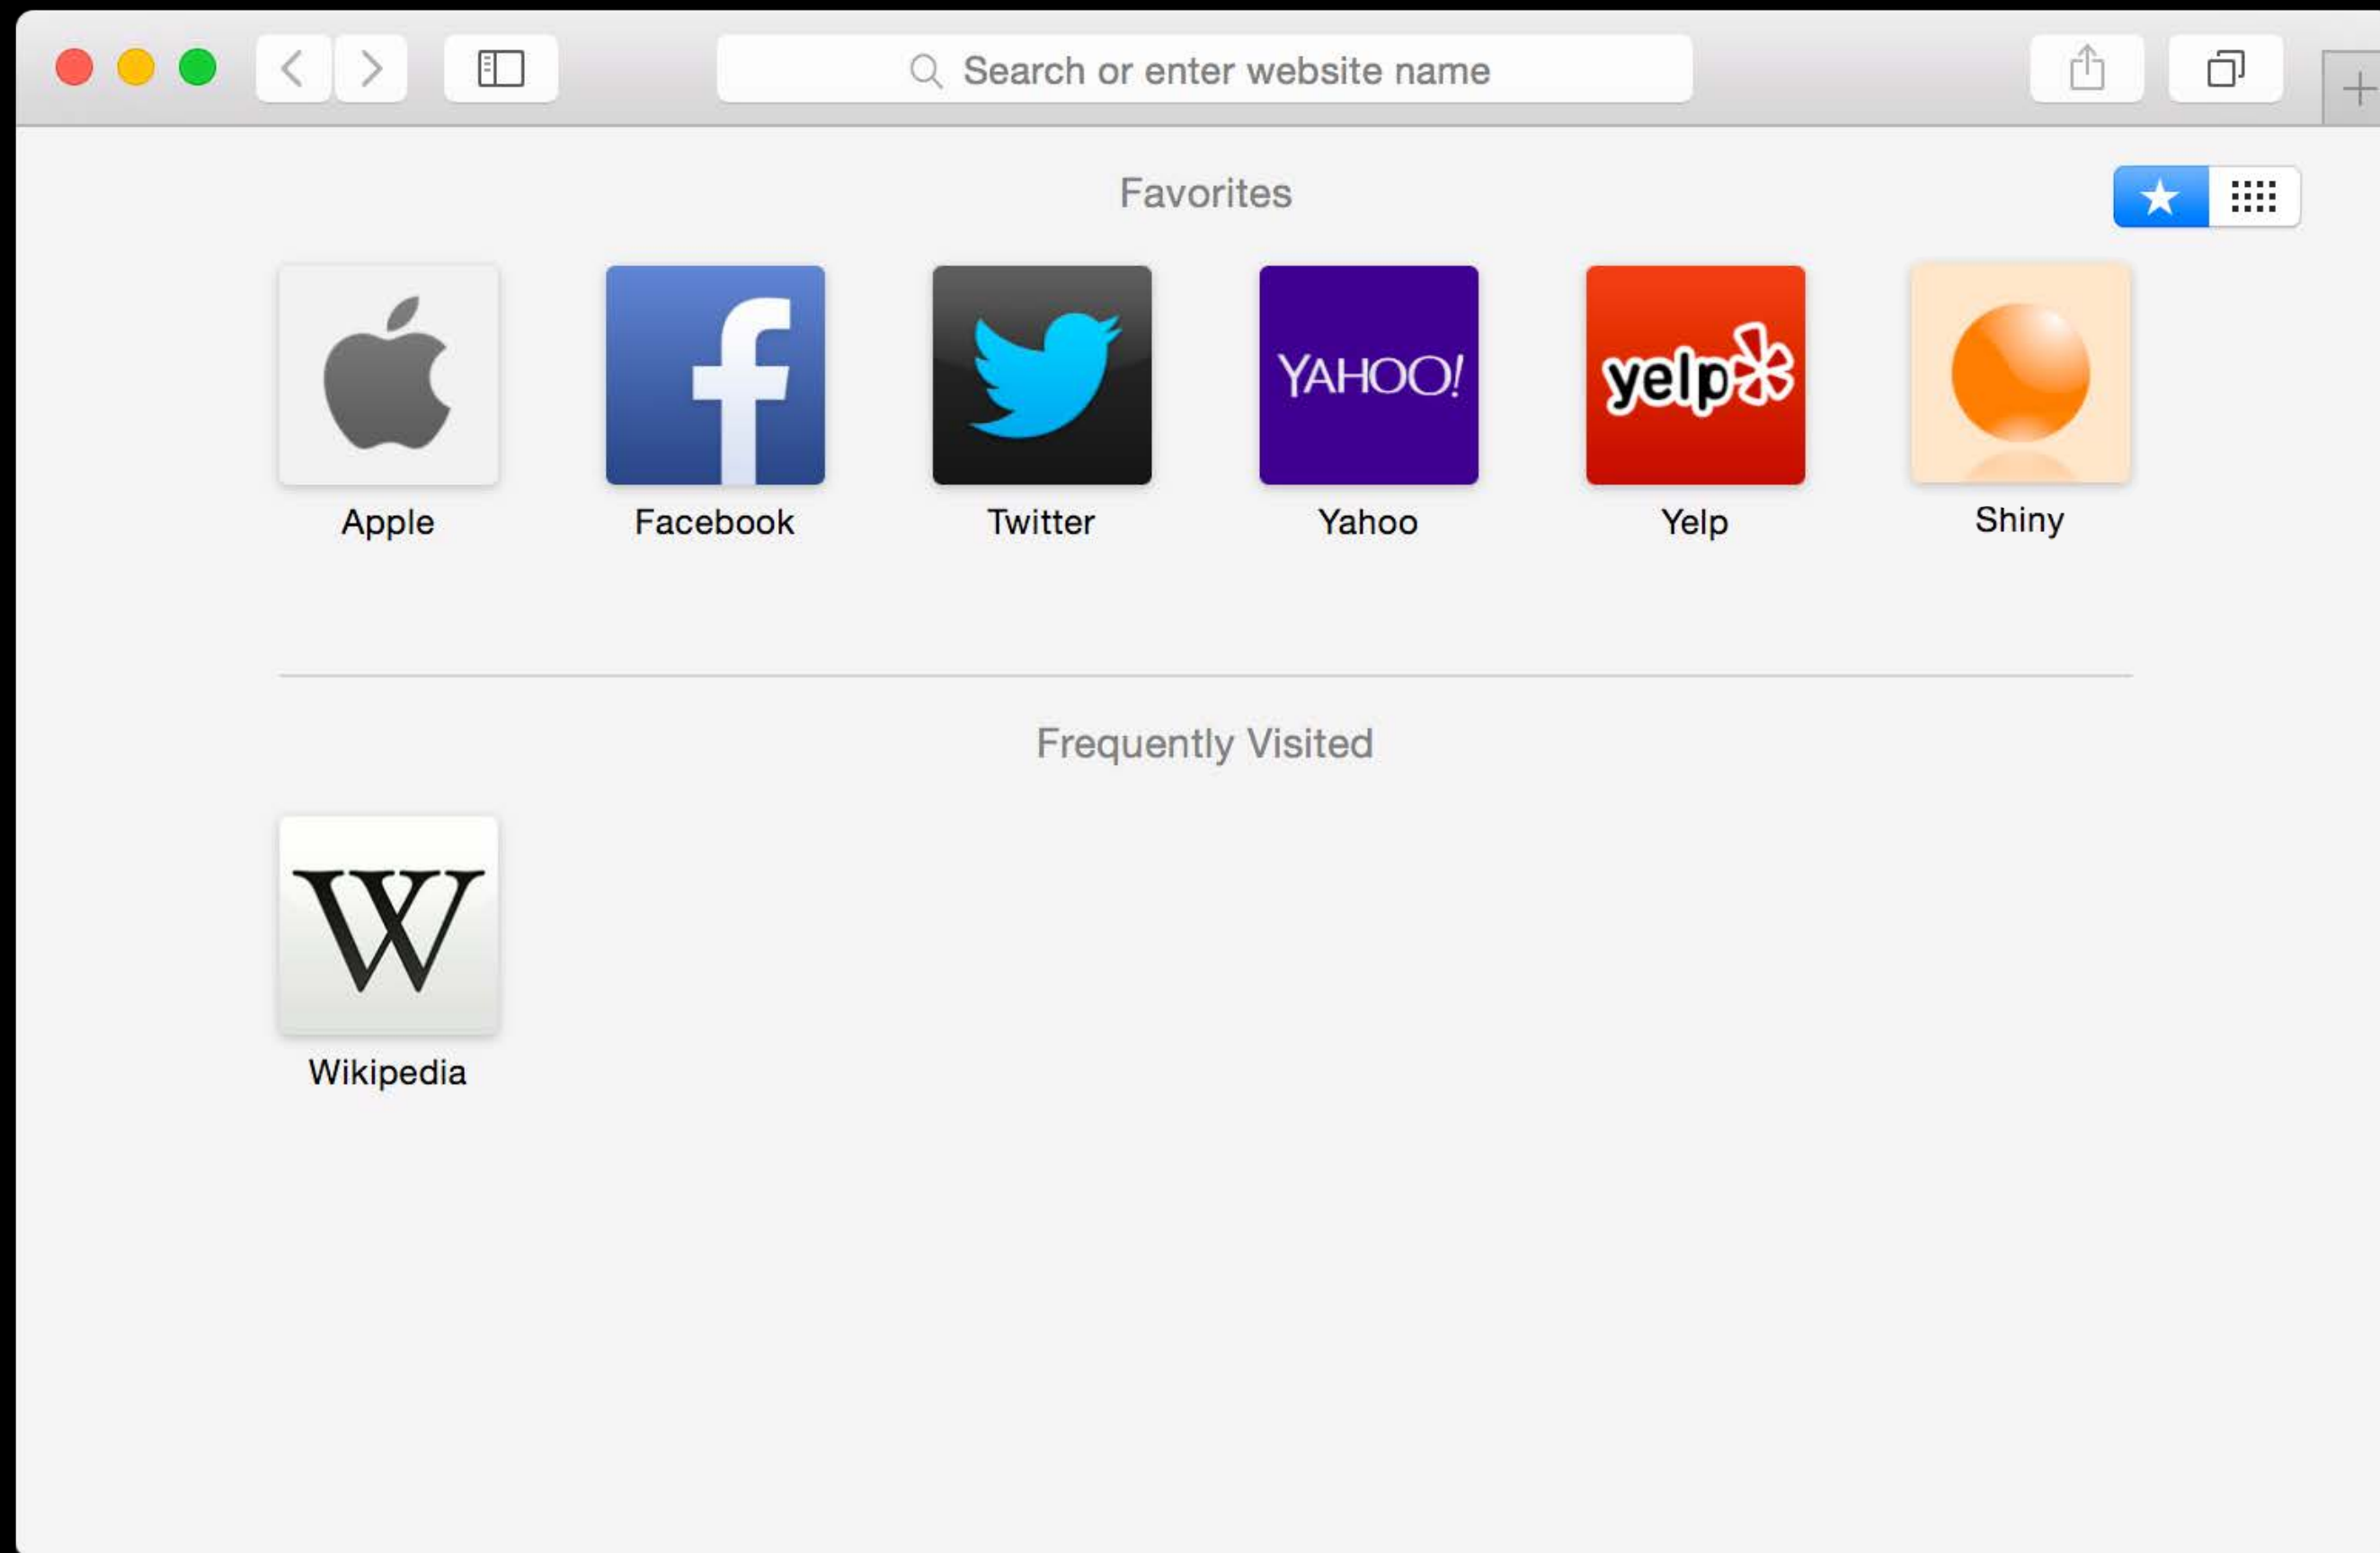 Search or enter website name
Favorites
f
YAHOO!
yelp
Apple
Facebook
Twitter
Yahoo
Yelp
Shiny
Frequently Visited
W
Wikipedia